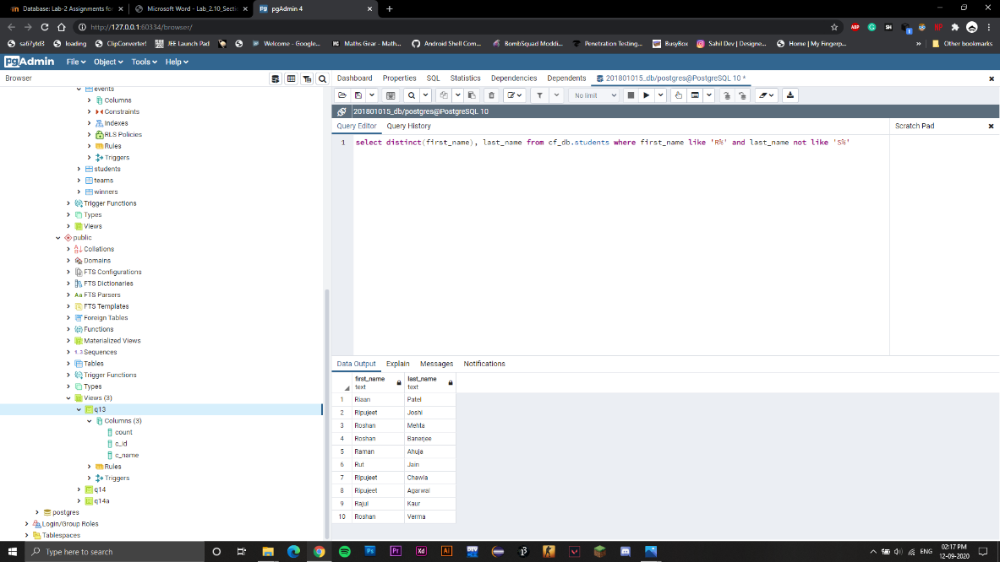 Database: Lab-2 Assignments for
Microsoft Word - Lab_2.10_Secti
pgAdmin 4
http://127.0.0.1:60334/browser/
sa67ytd3 loading ClipConverter! JEE Launch Pad Welcome - Google... Maths Gear - Math... Android Shell Com... BombSquad Moddi... Penetration Testing... BusyBox Sahil Dev | Designe... Home | My Fingerp... » Other bookmarks
pgAdmin File Object Tools Help
Browser
Dashboard Properties SQL Statistics Dependencies Dependents 201801015_db/postgres@PostgreSQL 10 *
No limit
201801015_db/postgres@PostgreSQL 10
Query Editor Query History Scratch Pad
1 select distinct(first_name), last_name from cf_db.students where first_name like 'R%' and last_name not like 'S%'
events
Columns
Constraints
Indexes
RLS Policies
Rules
Triggers
students
teams
winners
Trigger Functions
Types
Views
public
Collations
Domains
FTS Configurations
FTS Dictionaries
Aa FTS Parsers
FTS Templates
Foreign Tables
Functions
Materialized Views
1..3 Sequences
Tables
Trigger Functions
Types
Views (3)
q13
Columns (3)
count
c_id
c_name
Rules
Triggers
q14
q14a
postgres
Login/Group Roles
Tablespaces
Data Output Explain Messages Notifications
first_name text last_name text
1 Riaan Patel
2 Ripujeet Joshi
3 Roshan Mehta
4 Roshan Banerjee
5 Raman Ahuja
6 Rut Jain
7 Ripujeet Chawla
8 Ripujeet Agarwal
9 Rajul Kaur
10 Roshan Verma
Type here to search
ENG
02:17 PM
12-09-2020